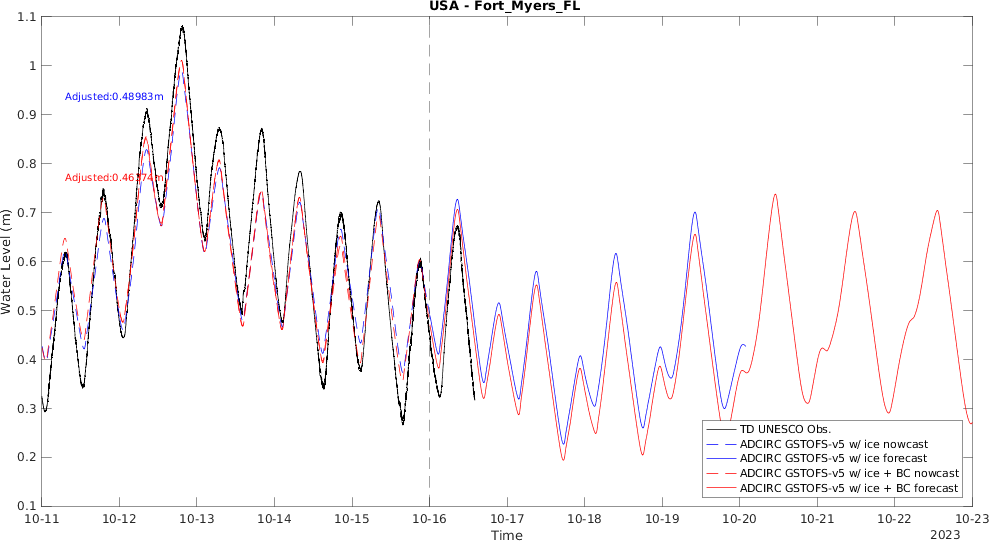 USA - Fort_Myers_FL
Water Level (m)
1.1
1
0.9
0.8
0.7
0.6
0.5
0.4
0.3
0.2
0.1
Adjusted:0.48983m
TD UNESCO Obs.
ADCIRC GSTOFS-v5 w/ ice nowcast
ADCIRC GSTOFS-v5 w/ ice forecast
ADCIRC GSTOFS-v5 w/ ice + BC nowcast
ADCIRC GSTOFS-v5 w/ ice + BC forecast
10-11 10-12 10-13 10-14 10-15 10-16 10-17 10-18 10-19 10-20 10-21 10-22 10-23
Time
2023